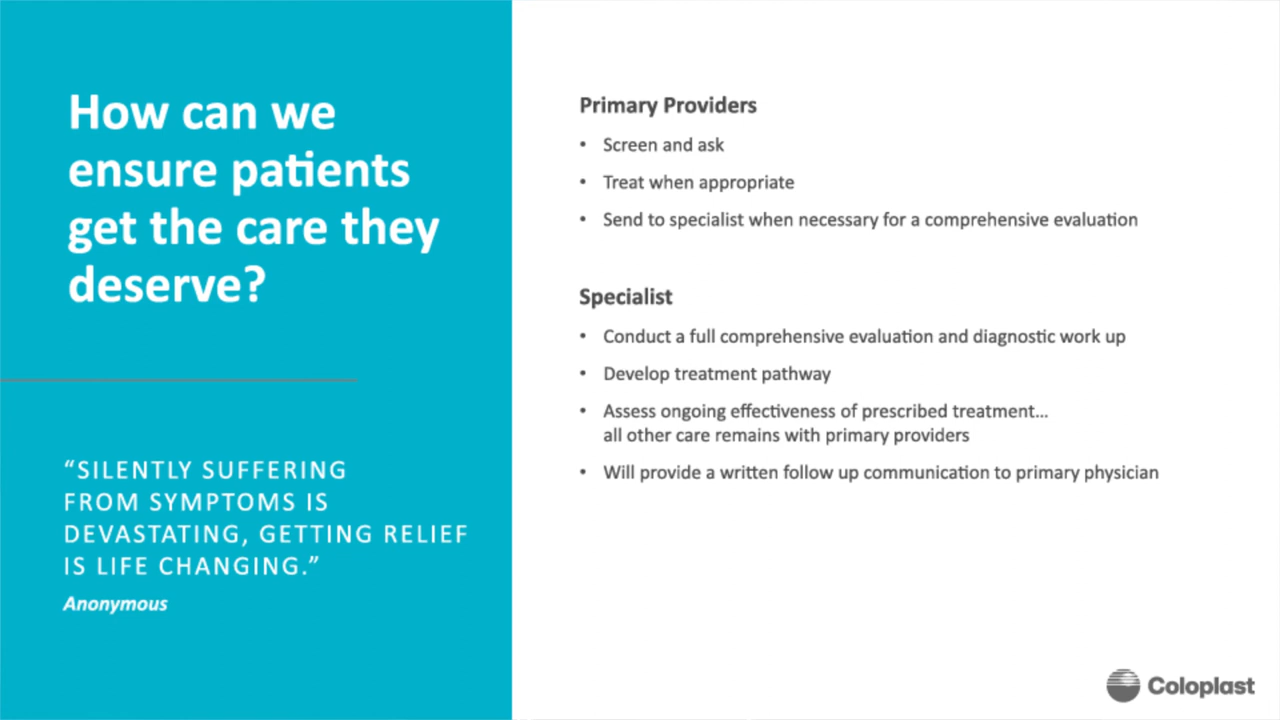 How can we
ensure patients
get the care they
deserve?
“SILENTLY SUFFERING
FROM SYMPTOMS IS
DEVASTATING, GETTING RELIEF
IS LIFE CHANGING.”
Anonymous
Primary Providers
• Screen and ask
• Treat when appropriate
• Send to specialist when necessary for a comprehensive evaluation
Specialist
• Conduct a full comprehensive evaluation and diagnostic work up
• Develop treatment pathway
• Assess ongoing effectiveness of prescribed treatment...
all other care remains with primary providers
• Will provide a written follow up communication to primary physician
Coloplast